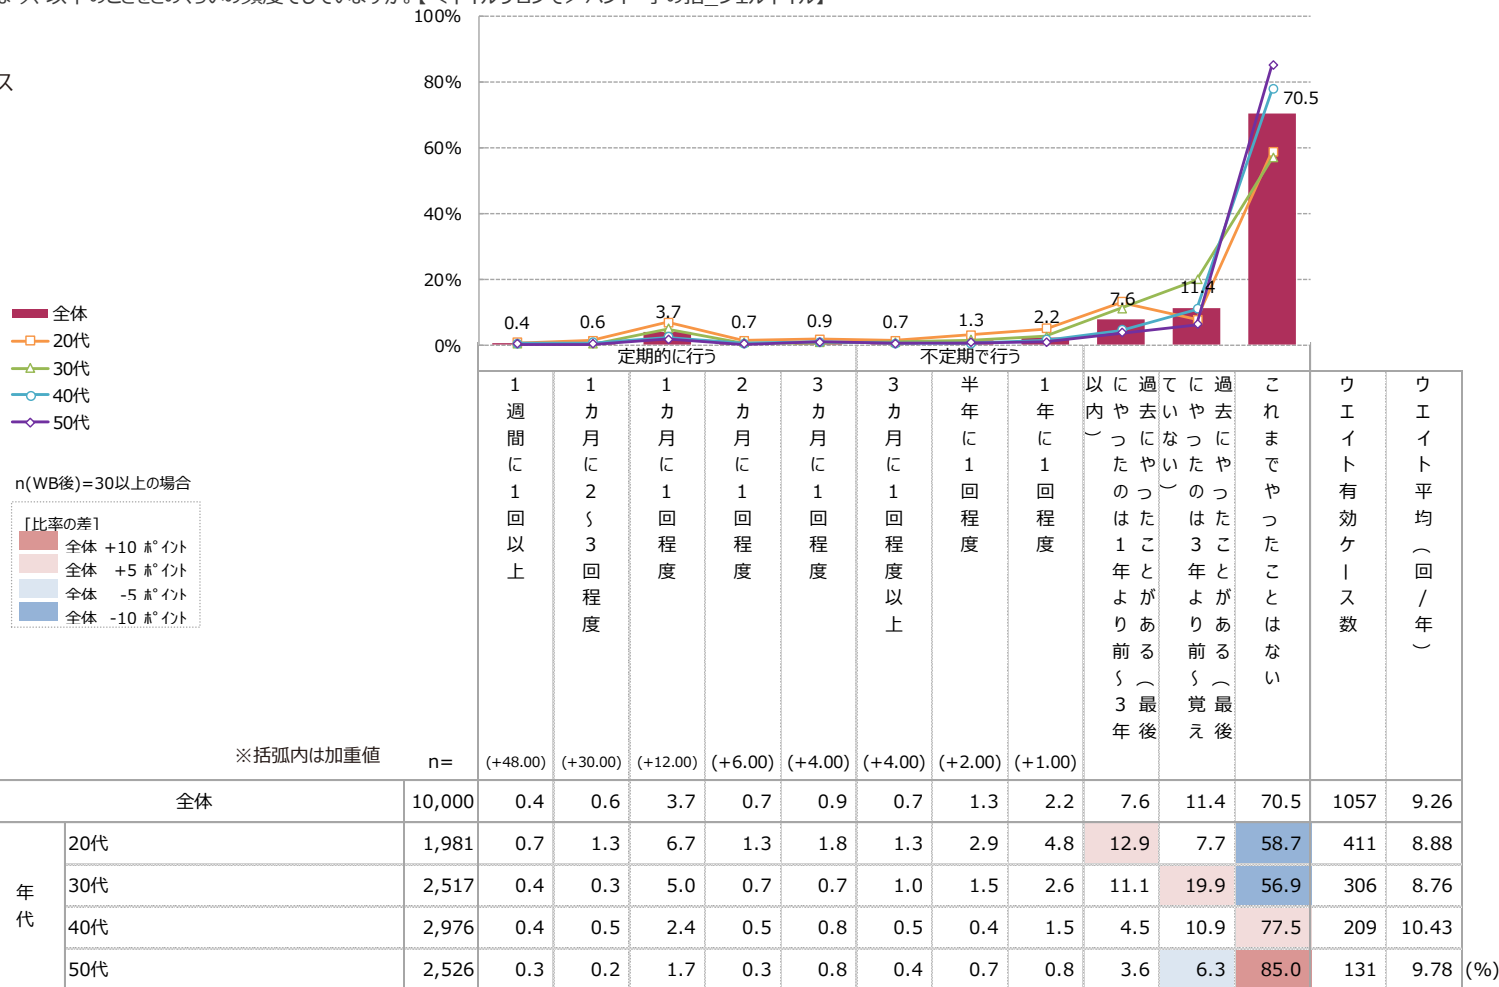 100%
ス
80%
70.5
60%
40%
20%
0%
0.4 0.6 3.7 0.7 0.9 0.7 1.3 2.2 7.6 11.4
全体
20代
30代
40代
50代
定期的に行う 不定期で行う
1週間に1回以上
1カ月に2~3回程度
1カ月に1回程度
2カ月に1回程度
3カ月に1回程度
3カ月に1回程度以上
半年に1回程度
1年に1回程度
過去にやったことがある(最後にやったのは1年より前~3年以内)
過去にやったことがある(最後にやったのは3年より前~覚えていない)
これまでやったことはない
ウエイト有効ケース数
ウエイト平均(回/年)
n(WB後)=30以上の場合
[比率の差]
全体 +10 ポイント
全体 +5 ポイント
全体 -5 ポイント
全体 -10 ポイント
※括弧内は加重値 n= (+48.00) (+30.00) (+12.00) (+6.00) (+4.00) (+4.00) (+2.00) (+1.00)
全体 10,000 0.4 0.6 3.7 0.7 0.9 0.7 1.3 2.2 7.6 11.4 70.5 1057 9.26
年代
20代 1,981 0.7 1.3 6.7 1.3 1.8 1.3 2.9 4.8 12.9 7.7 58.7 411 8.88
30代 2,517 0.4 0.3 5.0 0.7 0.7 1.0 1.5 2.6 11.1 19.9 56.9 306 8.76
40代 2,976 0.4 0.5 2.4 0.5 0.8 0.5 0.4 1.5 4.5 10.9 77.5 209 10.43
50代 2,526 0.3 0.2 1.7 0.3 0.8 0.4 0.7 0.8 3.6 6.3 85.0 131 9.78 (%)